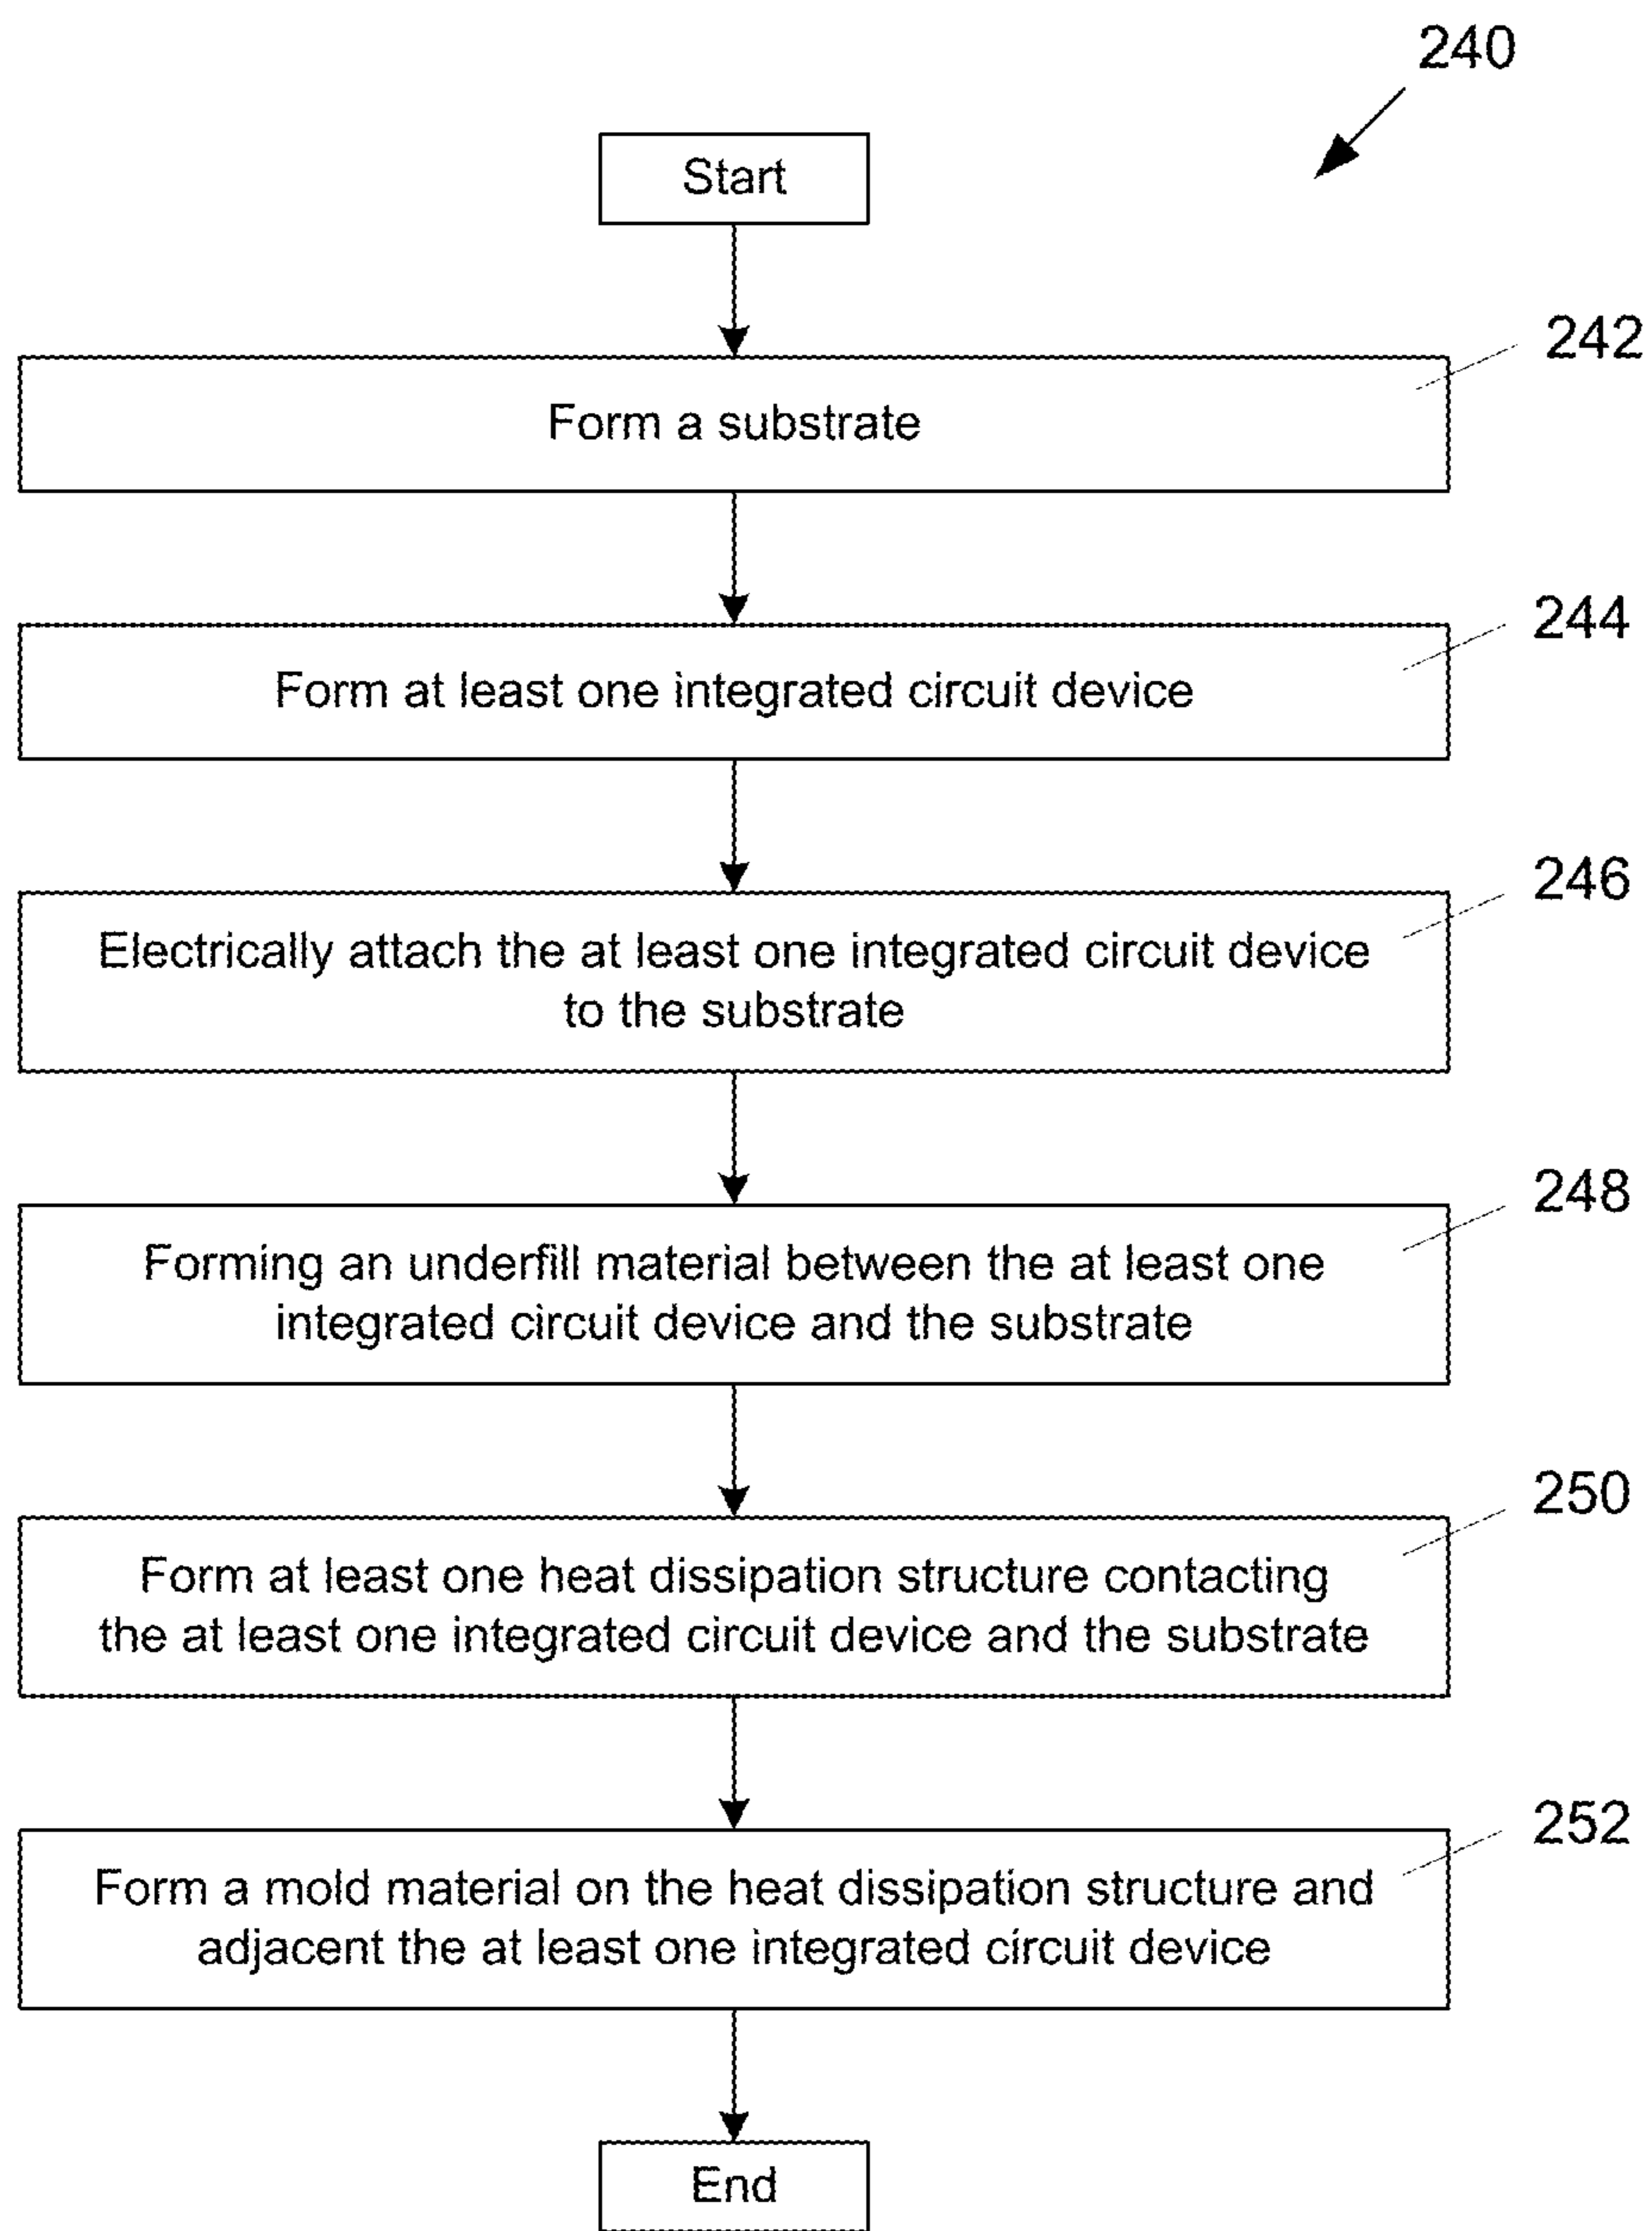 240
Start
242
Form a substrate
244
Form at least one integrated circuit device
246
Electrically attach the at least one integrated circuit device
to the substrate
248
Forming an underfill material between the at least one
integrated circuit device and the substrate
250
Form at least one heat dissipation structure contacting
the at least one integrated circuit device and the substrate
252
Form a mold material on the heat dissipation structure and
adjacent the at least one integrated circuit device
End